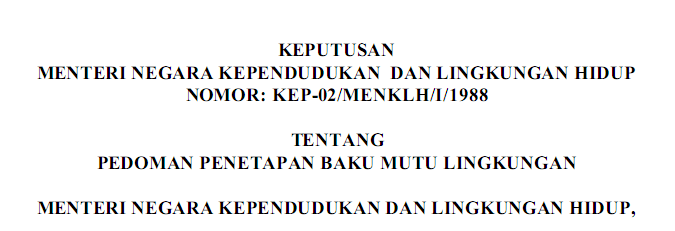 KEPUTUSAN
MENTERI NEGARA KEPENDUDUKAN DAN LINGKUNGAN HIDUP
NOMOR: KEP-02/MENKLH/I/1988
TENTANG
PEDOMAN PENETAPAN BAKU MUTU LINGKUNGAN
MENTERI NEGARA KEPENDUDUKAN DAN LINGKUNGAN HIDUP,